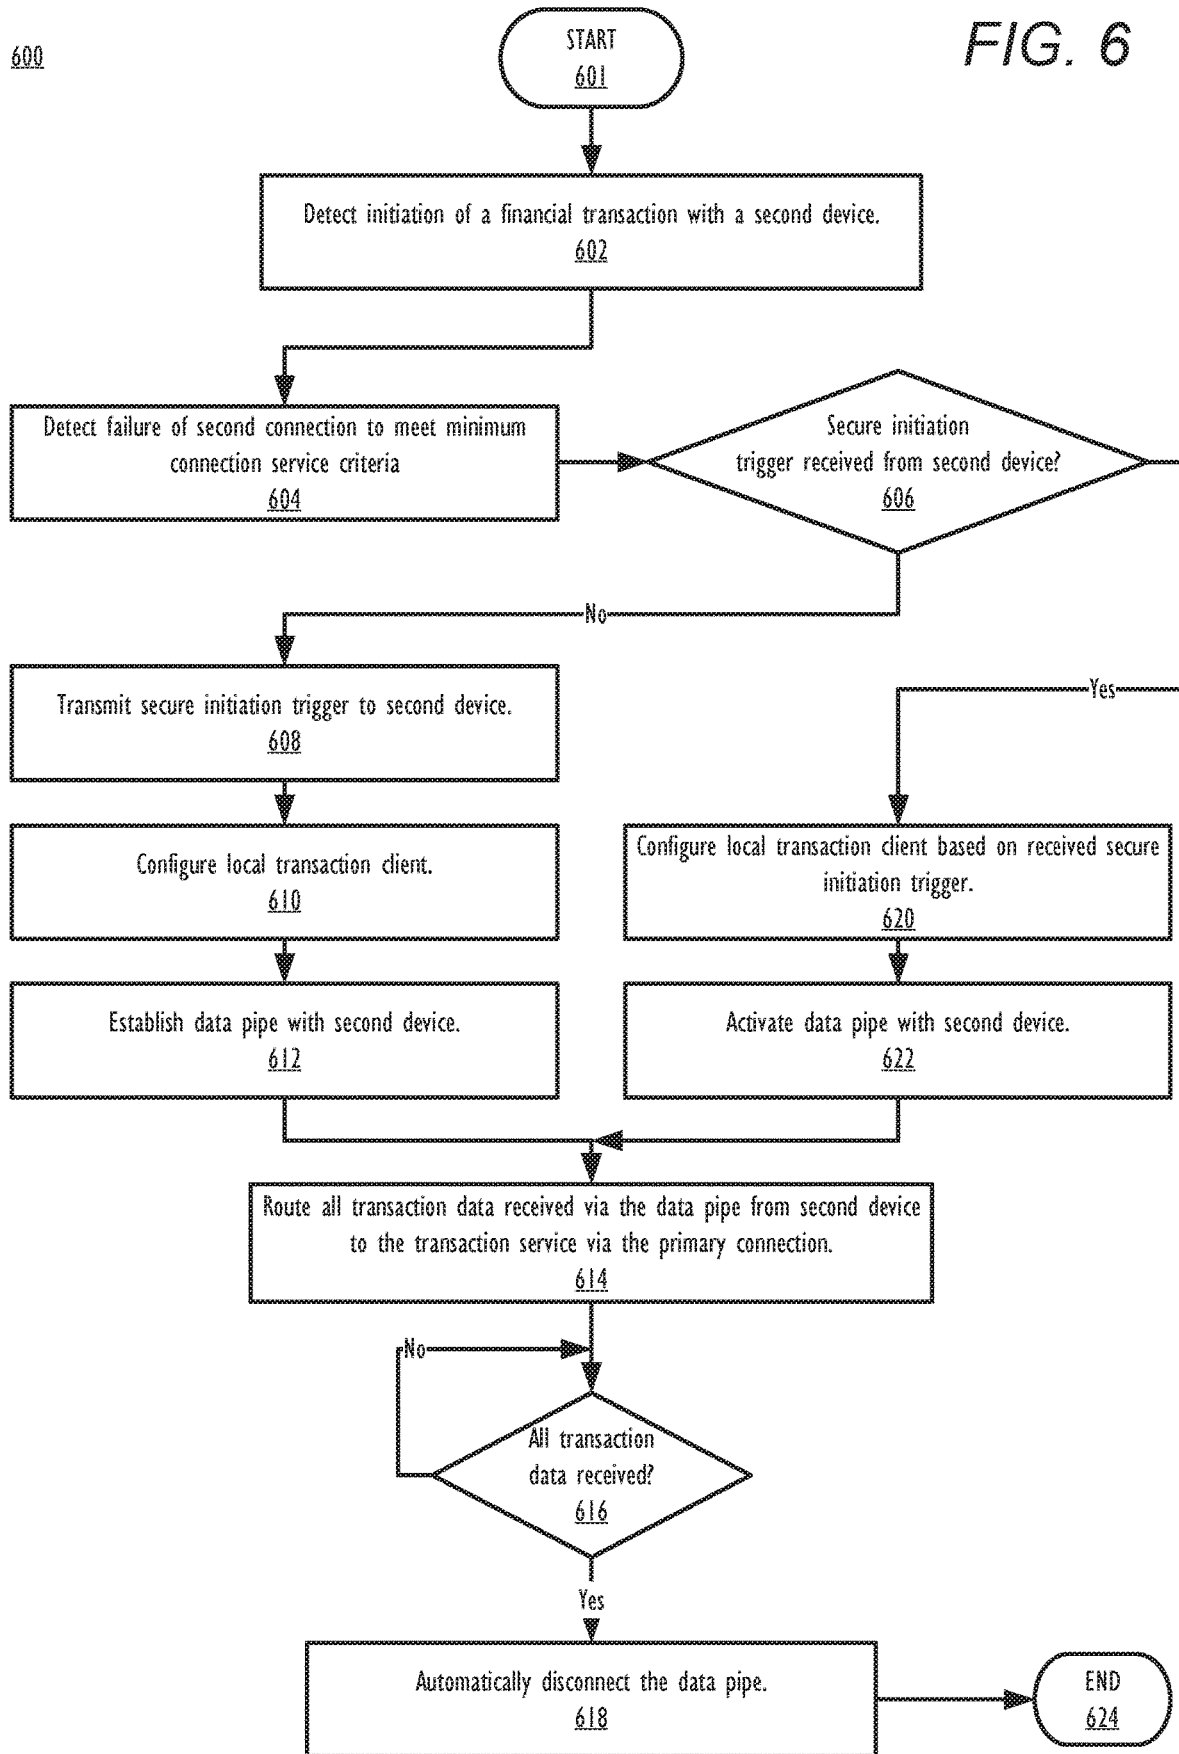 600
START
601
FIG. 6
Detect initiation of a financial transaction with a second device.
602
Detect failure of second connection to meet minimum
connection service criteria
604
Secure initiation
trigger received from second device?
606
No
Transmit secure initiation trigger to second device.
608
Yes
Configure local transaction client.
610
Configure local transaction client based on received secure
initiation trigger.
620
Establish data pipe with second device.
612
Activate data pipe with second device.
622
Route all transaction data received via the data pipe from second device
to the transaction service via the primary connection.
614
No
All transaction
data received?
616
Yes
Automatically disconnect the data pipe.
618
END
624